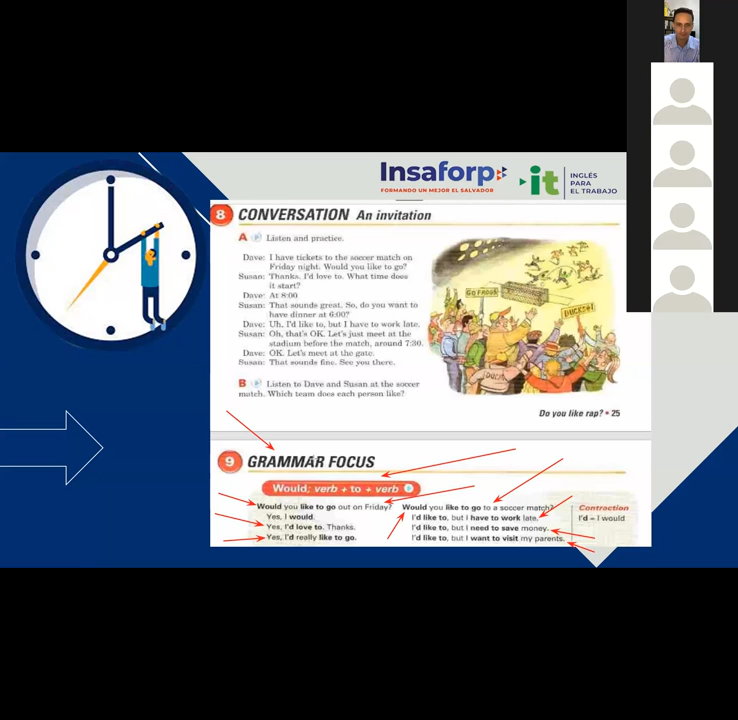 Insaforp
FORMANDO UN MEJOR EL SALVADOR
it
INGLÉS
PARA
EL TRABAJO
8 CONVERSATION An invitation
A Listen and practice.
Dave: I have tickets to the soccer match on
Friday night. Would you like to go?
Susan: Thanks. I'd love to. What time does
it start?
Dave: At 8:00
Susan: That sounds great. So, do you want to
have dinner at 6:00?
Dave: Uh, I'd like to, but I have to work late.
Susan: Oh, that's OK. Let's just meet at the
stadium before the match, around 7:30.
Dave: OK. Let's meet at the gate.
Susan: That sounds fine. See you there.
GO FROGS!
DUCKS #1
B Listen to Dave and Susan at the soccer
match. Which team does each person like?
Do you like rap? • 25
9 GRAMMAR FOCUS
Would; verb + to + verb
Would you like to go out on Friday?
Yes, I would.
Yes, I'd love to. Thanks.
Yes, I'd really like to go.
Would you like to go to a soccer match?
I'd like to, but I have to work late.
I'd like to, but I need to save money.
I'd like to, but I want to visit my parents.
Contraction
I'd = I would